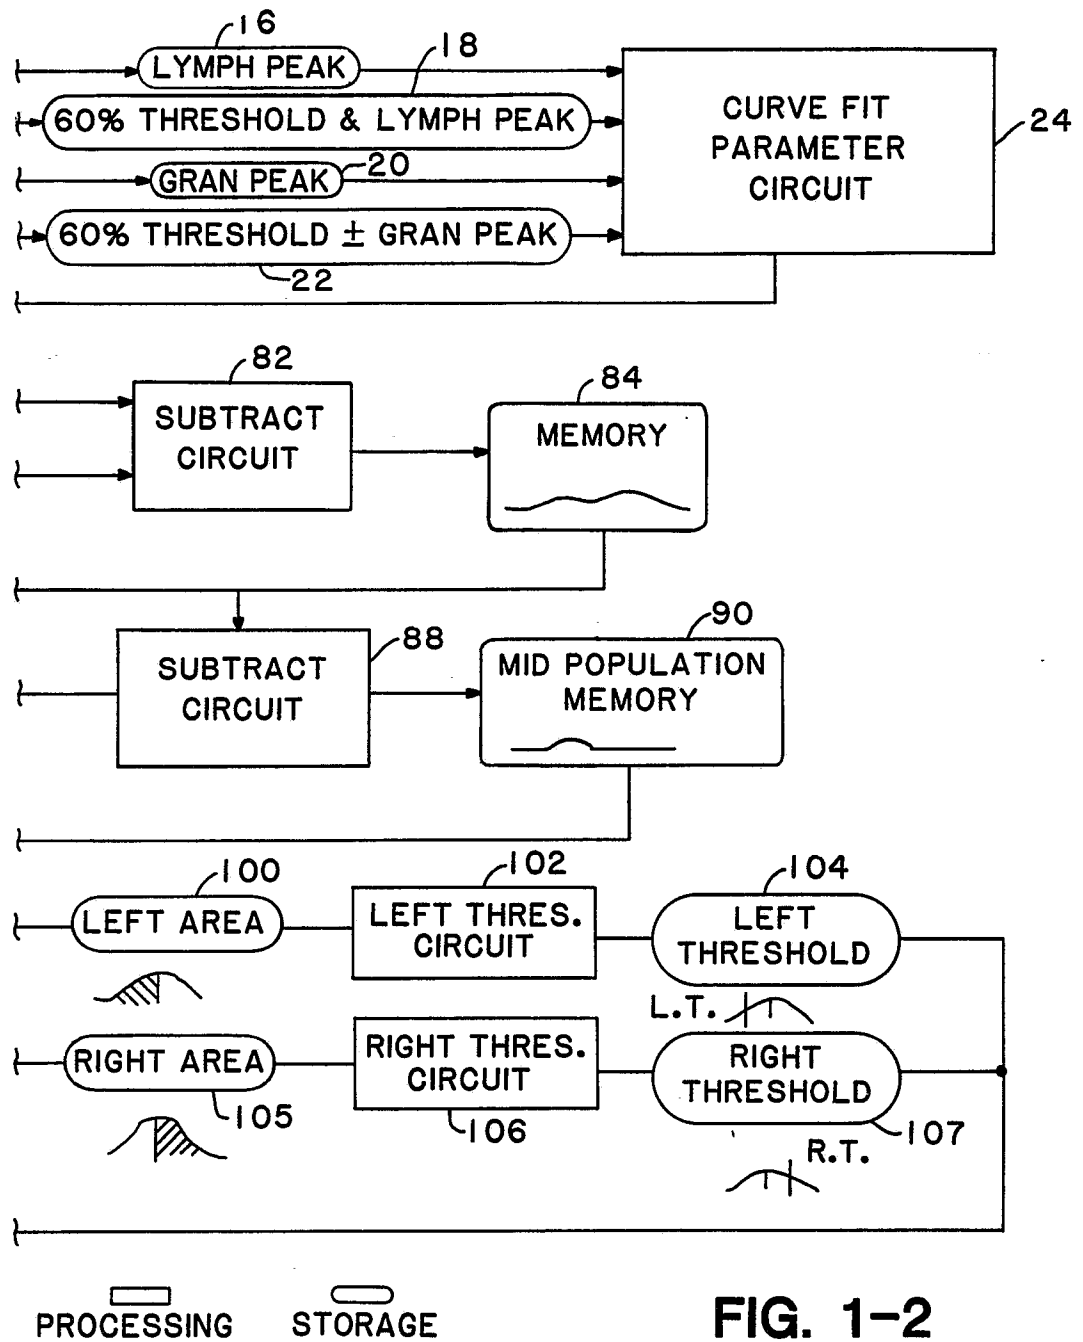 16
LYMPH PEAK
18
60% THRESHOLD & LYMPH PEAK
CURVE FIT
PARAMETER
CIRCUIT
24
20
GRAN PEAK
60% THRESHOLD ± GRAN PEAK
22
82
SUBTRACT
CIRCUIT
84
MEMORY
88
SUBTRACT
CIRCUIT
90
MID POPULATION
MEMORY
100
LEFT AREA
102
LEFT THRES.
CIRCUIT
104
LEFT
THRESHOLD
L.T.
RIGHT AREA
105
RIGHT THRES.
CIRCUIT
106
RIGHT
THRESHOLD
107
R.T.
PROCESSING
STORAGE
FIG. 1-2